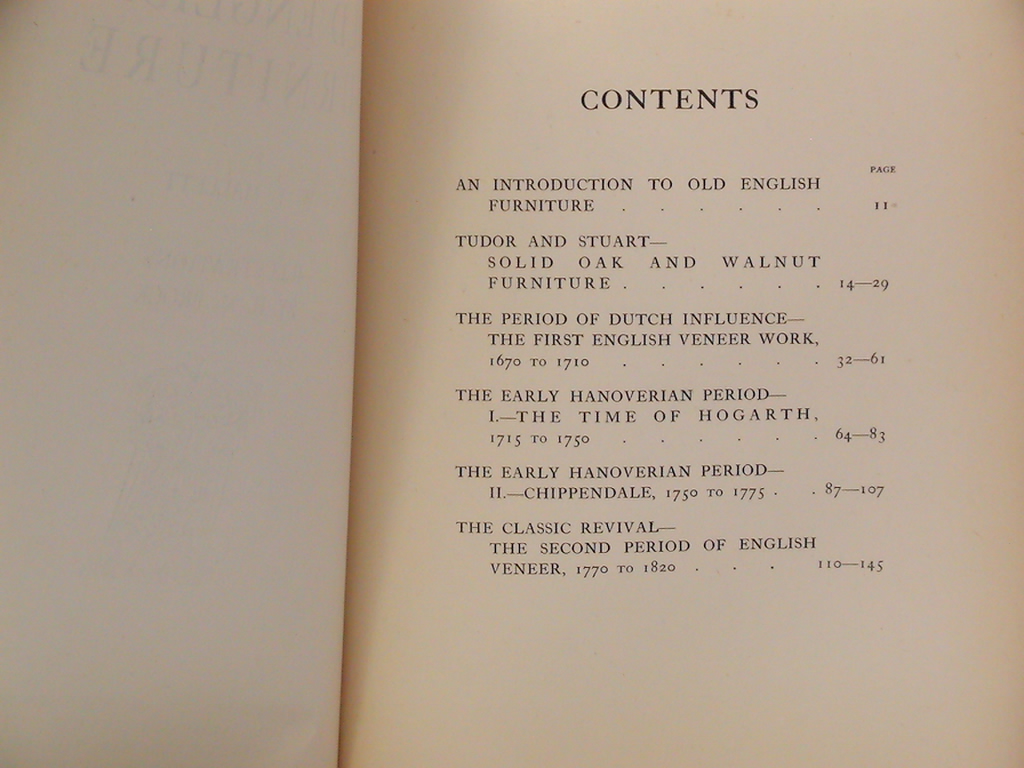 CONTENTS
PAGE
AN INTRODUCTION TO OLD ENGLISH
FURNITURE . . . . . . 11
TUDOR AND STUART—
SOLID OAK AND WALNUT
FURNITURE . . . . . . 14—29
THE PERIOD OF DUTCH INFLUENCE—
THE FIRST ENGLISH VENEER WORK,
1670 TO 1710 . . . . . . 32—61
THE EARLY HANOVERIAN PERIOD—
I.—THE TIME OF HOGARTH,
1715 TO 1750 . . . . . . 64—83
THE EARLY HANOVERIAN PERIOD—
II.—CHIPPENDALE, 1750 TO 1775 . . 87—107
THE CLASSIC REVIVAL—
THE SECOND PERIOD OF ENGLISH
VENEER, 1770 TO 1820 . . . 110—145